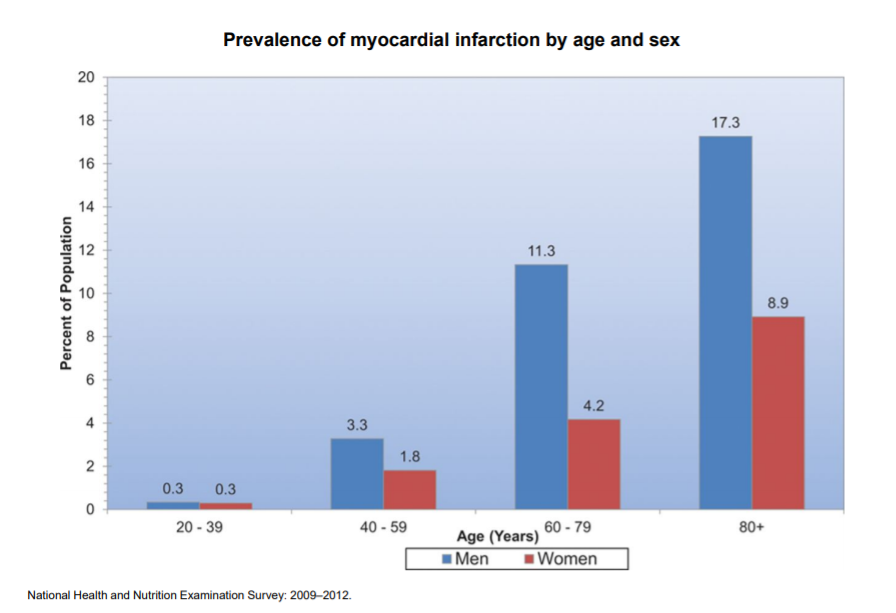 Prevalence of myocardial infarction by age and sex
Percent of Population
20
18
16
14
12
10
8
6
4
2
0
0.3
0.3
3.3
1.8
11.3
4.2
17.3
8.9
20 - 39
40 - 59
60 - 79
80+
Age (Years)
Men
Women
National Health and Nutrition Examination Survey: 2009–2012.